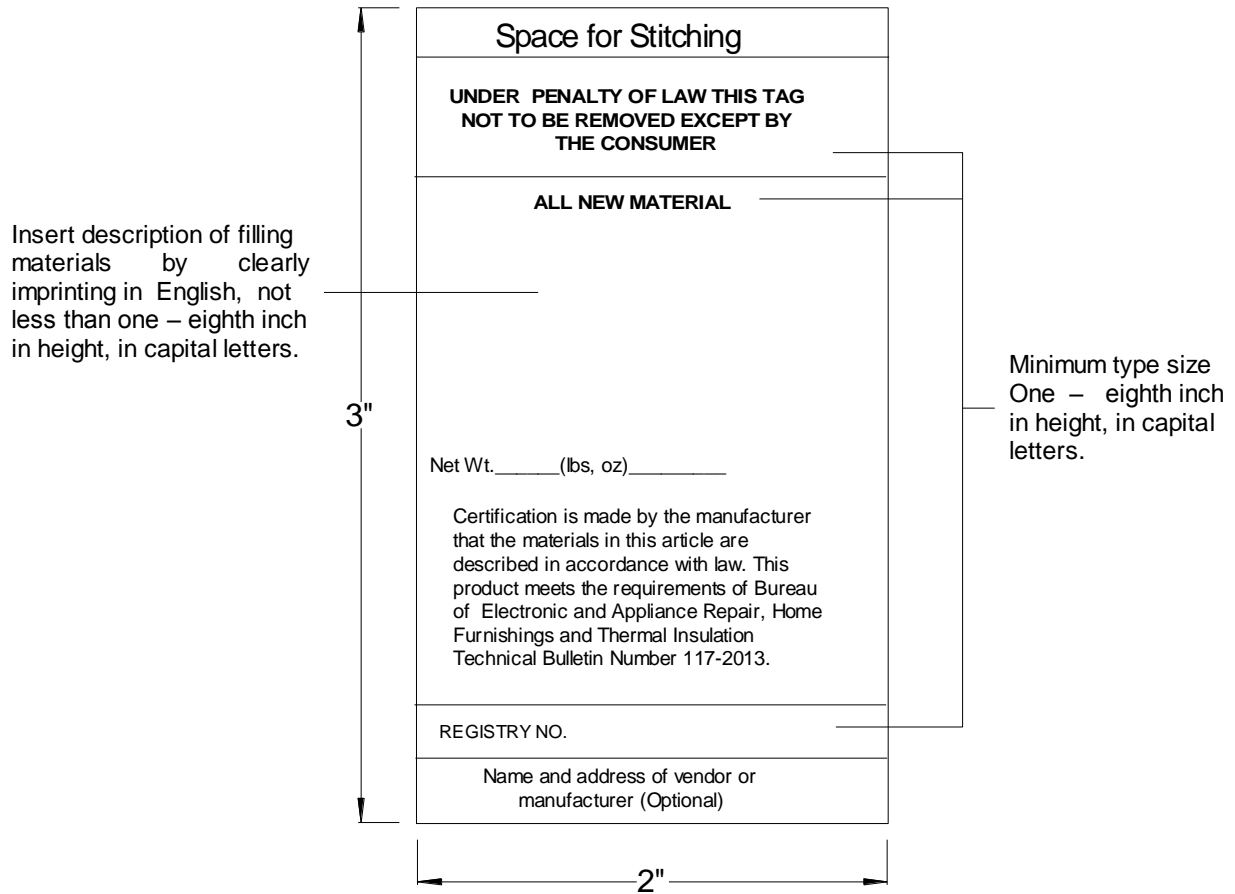 Space for Stitching
UNDER PENALTY OF LAW THIS TAG
NOT TO BE REMOVED EXCEPT BY
THE CONSUMER
ALL NEW MATERIAL
Insert description of filling
materials by clearly
imprinting in English, not
less than one – eighth inch
in height, in capital letters.
Minimum type size
One – eighth inch
in height, in capital
letters.
3"
Net Wt.______(lbs, oz)_________
Certification is made by the manufacturer
that the materials in this article are
described in accordance with law. This
product meets the requirements of Bureau
of Electronic and Appliance Repair, Home
Furnishings and Thermal Insulation
Technical Bulletin Number 117-2013.
REGISTRY NO.
Name and address of vendor or
manufacturer (Optional)
2"